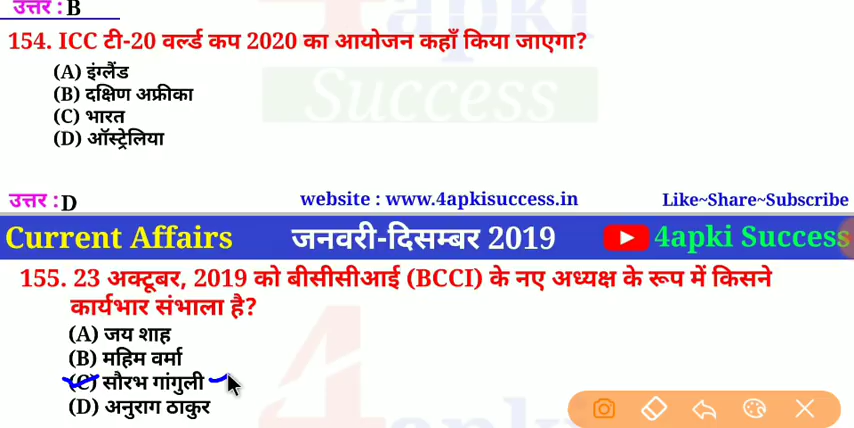 उत्तर : B
154. ICC टी-20 वर्ल्ड कप 2020 का आयोजन कहाँ किया जाएगा?
(A) इंग्लैंड
(B) दक्षिण अफ्रीका
(C) भारत
(D) ऑस्ट्रेलिया
Success
उत्तर : D website : www.4apkisuccess.in Like~Share~Subscribe
Current Affairs जनवरी-दिसम्बर 2019 4apki Success
155. 23 अक्टूबर, 2019 को बीसीसीआई (BCCI) के नए अध्यक्ष के रूप में किसने
कार्यभार संभाला है?
(A) जय शाह
(B) महिम वर्मा
(C) सौरभ गांगुली
(D) अनुराग ठाकुर
4apki